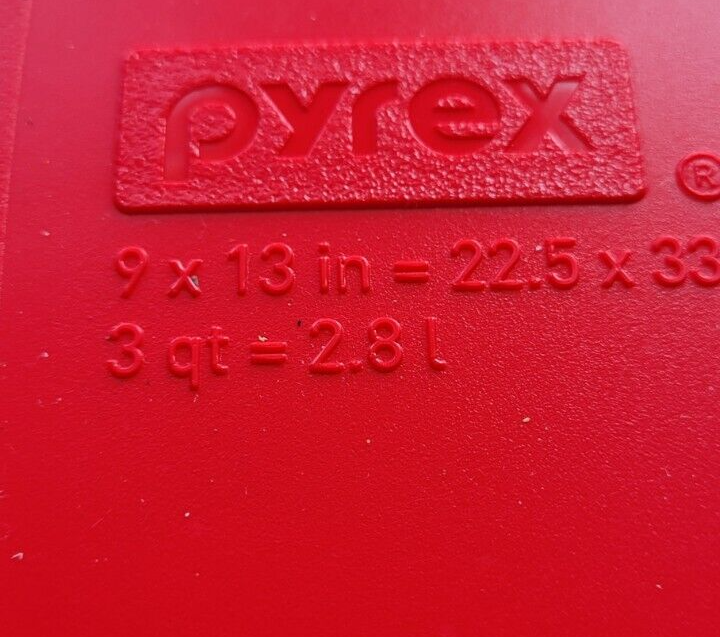 pyrex
®
9 x 13 in = 22.5 x 33
3 qt = 2.8 l